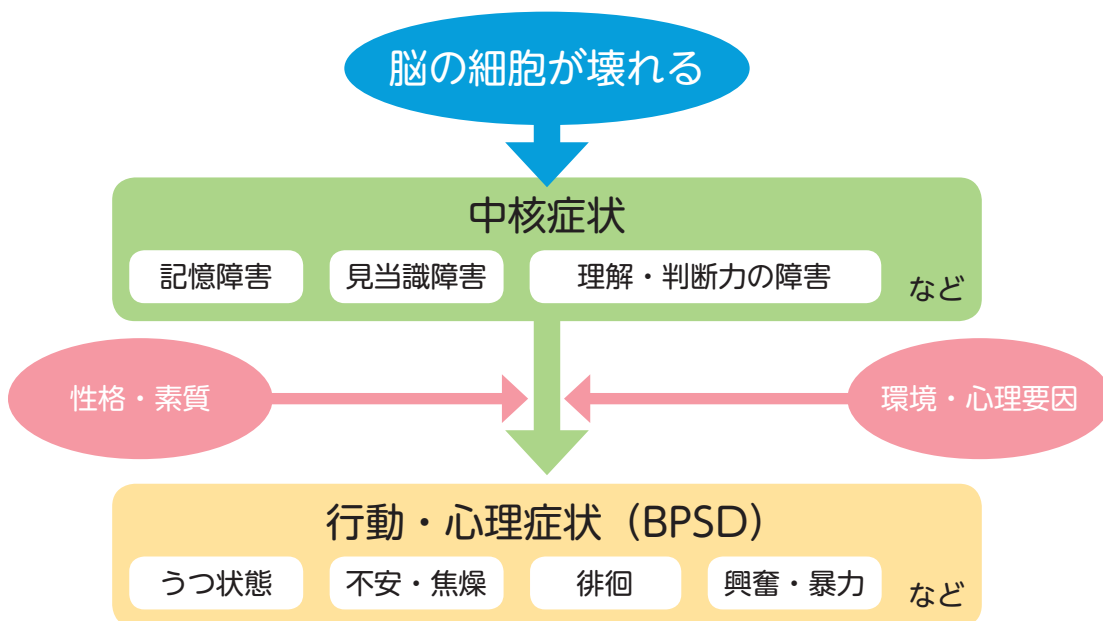 脳の細胞が壊れる
中核症状
記憶障害
見当識障害
理解・判断力の障害
など
性格・素質
環境・心理要因
行動・心理症状（BPSD）
うつ状態
不安・焦燥
徘徊
興奮・暴力
など